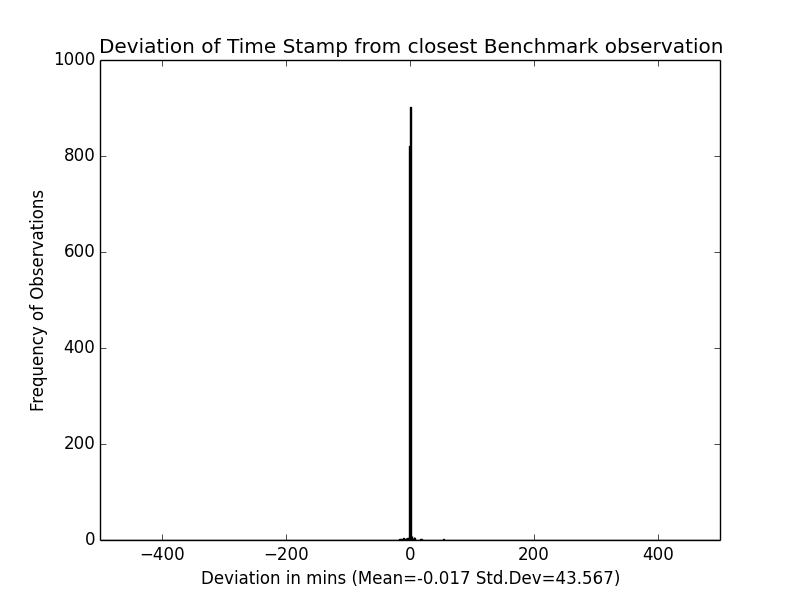 Deviation of Time Stamp from closest Benchmark observation
1000
800
600
400
200
0
Frequency of Observations
−400 −200 0 200 400
Deviation in mins (Mean=-0.017 Std.Dev=43.567)